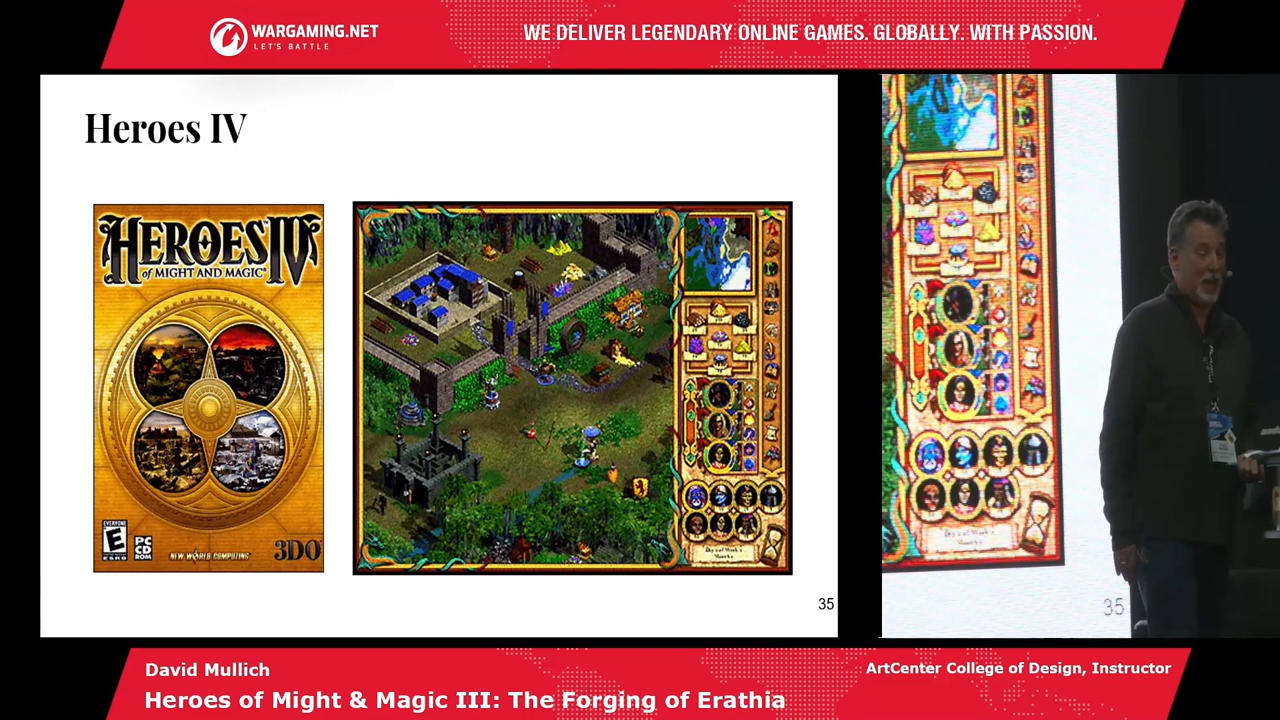 WARGAMING.NET
LET'S BATTLE
WE DELIVER LEGENDARY ONLINE GAMES. GLOBALLY. WITH PASSION.
Heroes IV
HEROES IV
of MIGHT AND MAGIC
EVERYONE
E
ESRB
PC
CD
ROM
NEW WORLD COMPUTING
3DO
35
35
David Mullich
ArtCenter College of Design, Instructor
Heroes of Might & Magic III: The Forging of Erathia